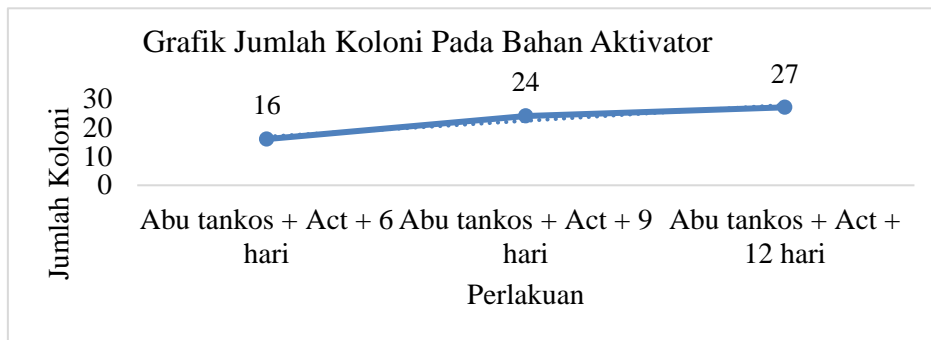 Grafik Jumlah Koloni Pada Bahan Aktivator
16
24
27
Jumlah Koloni
30
20
10
0
Abu tankos + Act + 6
hari
Abu tankos + Act + 9
hari
Abu tankos + Act +
12 hari
Perlakuan